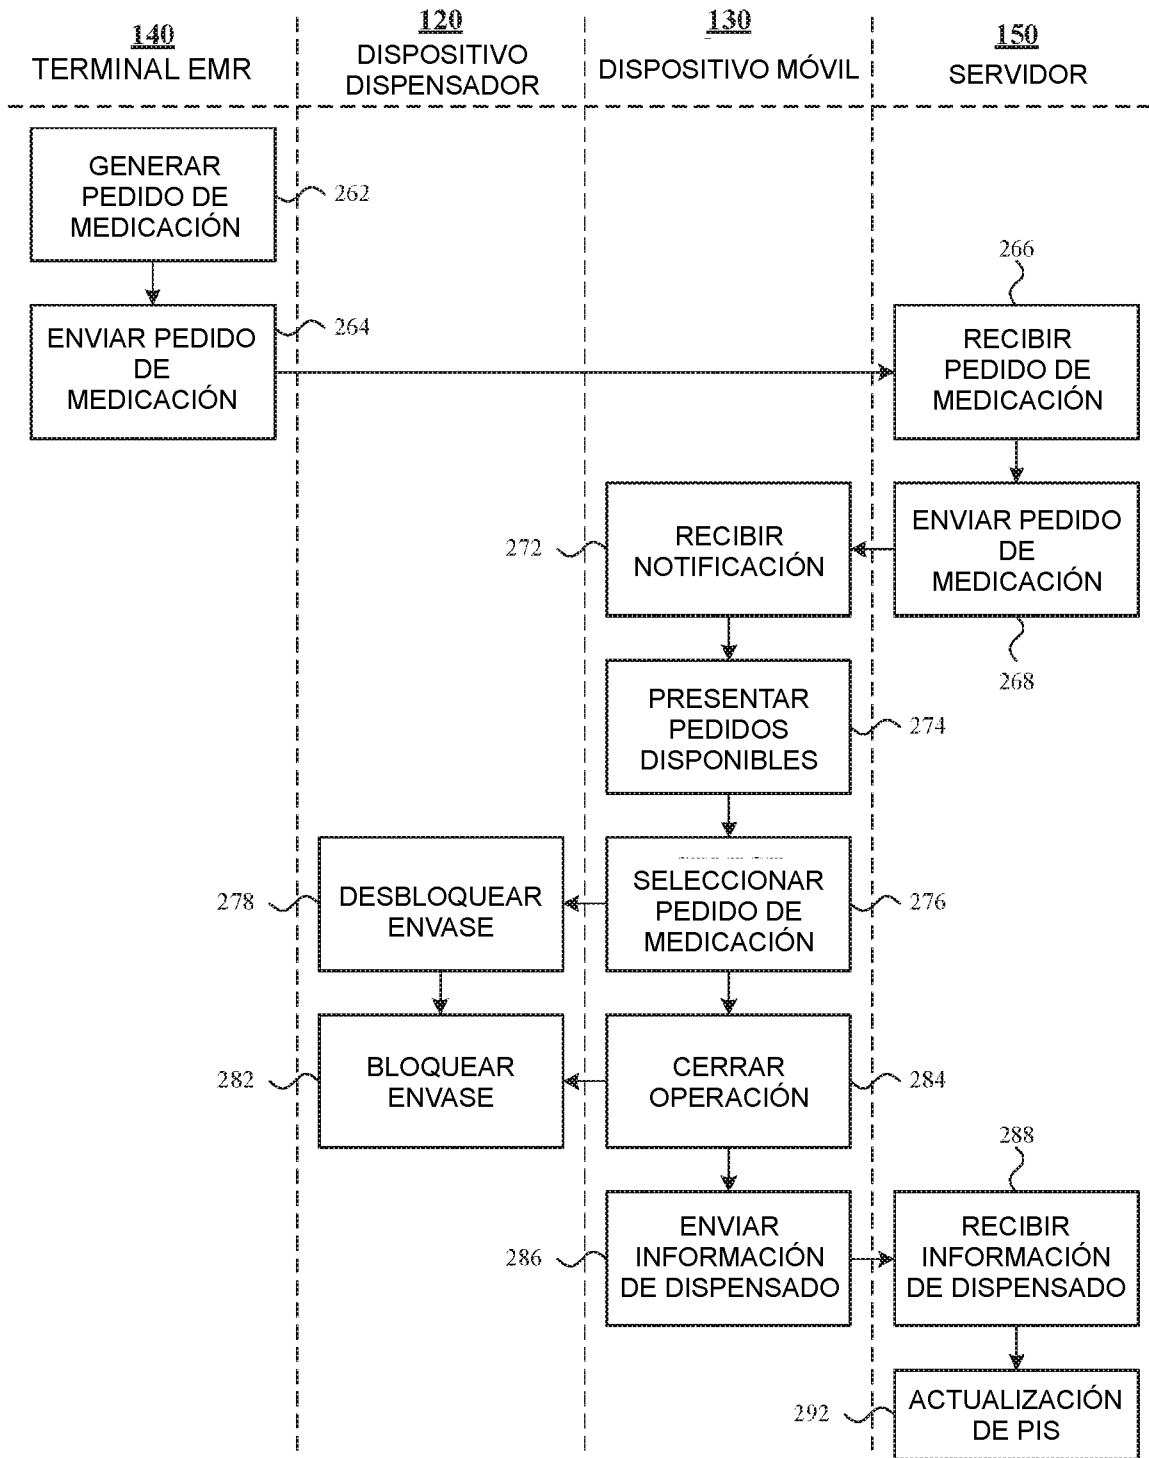 140
TERMINAL EMR
120
DISPOSITIVO
DISPENSADOR
130
DISPOSITIVO MÓVIL
150
SERVIDOR
GENERAR
PEDIDO DE
MEDICACIÓN
262
ENVIAR PEDIDO
DE
MEDICACIÓN
264
266
RECIBIR
PEDIDO DE
MEDICACIÓN
272
RECIBIR
NOTIFICACIÓN
ENVIAR PEDIDO
DE
MEDICACIÓN
268
PRESENTAR
PEDIDOS
DISPONIBLES
274
278
DESBLOQUEAR
ENVASE
SELECCIONAR
PEDIDO DE
MEDICACIÓN
276
282
BLOQUEAR
ENVASE
CERRAR
OPERACIÓN
284
286
ENVIAR
INFORMACIÓN
DE DISPENSADO
288
RECIBIR
INFORMACIÓN
DE DISPENSADO
292
ACTUALIZACIÓN
DE PIS